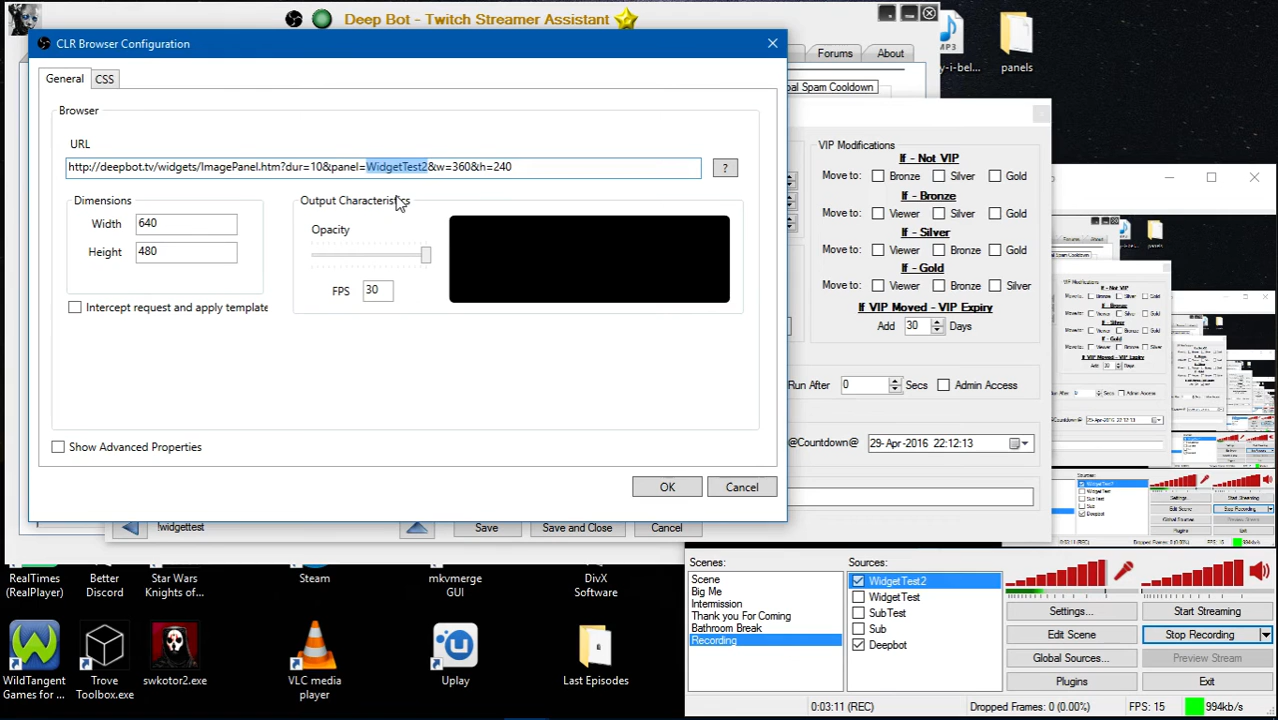 Deep Bot - Twitch Streamer Assistant
CLR Browser Configuration
General
CSS
Browser
URL
http://deepbot.tv/widgets/ImagePanel.htm?dur=10&panel=WidgetTest2&w=360&h=240
?
Dimensions
Width
640
Height
480
Output Characteristics
Opacity
FPS
30
Intercept request and apply template
Show Advanced Properties
OK
Cancel
Forums
About
bal Spam Cooldown
VIP Modifications
If - Not VIP
Move to:
Bronze
Silver
Gold
If - Bronze
Move to:
Viewer
Silver
Gold
If - Silver
Move to:
Viewer
Bronze
Gold
If - Gold
Move to:
Viewer
Bronze
Silver
If VIP Moved - VIP Expiry
Add
30
Days
Run After
0
Secs
Admin Access
@Countdown@
29-Apr-2016 22:12:13
!widgettest
Save
Save and Close
Cancel
MP3
y-i-bel...
panels
RealTimes
(RealPlayer)
Better
Discord
Star Wars
Knights of...
Steam
mkvmerge
GUI
DivX
Software
WildTangent
Games for ...
Trove
Toolbox.exe
swkotor2.exe
VLC media
player
Uplay
Last Episodes
Scenes:
Scene
Big Me
Intermission
Thank you For Coming
Bathroom Break
Recording
Sources:
WidgetTest2
WidgetTest
SubTest
Sub
Deepbot
Settings...
Start Streaming
Edit Scene
Stop Recording
Global Sources...
Preview Stream
Plugins
Exit
0:03:11 (REC)
Dropped Frames: 0 (0.00%)
FPS: 15
994kb/s